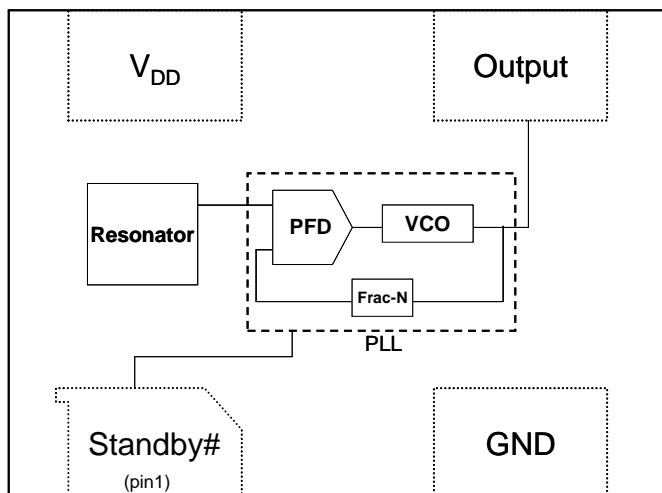 VDD
Output
Resonator
PFD
VCO
Frac-N
PLL
Standby#
(pin1)
GND